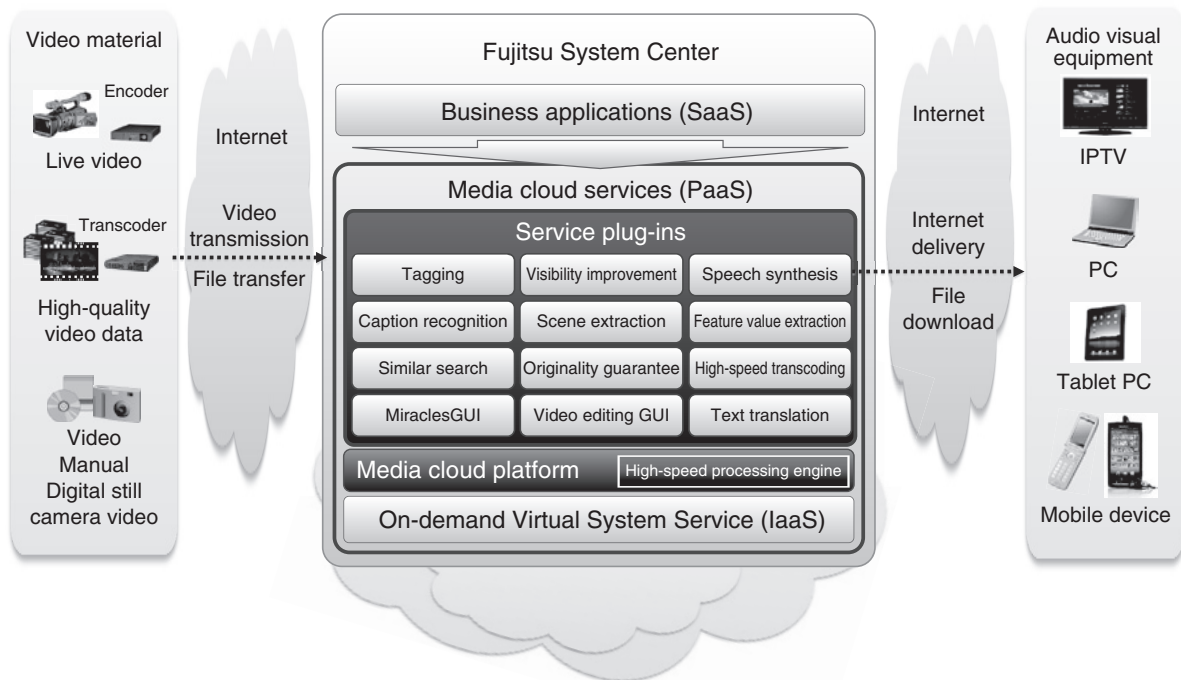 Video material
Encoder
Live video
Transcoder
High-quality
video data
Video
Manual
Digital still
camera video
Internet
Video
transmission
File transfer
Fujitsu System Center
Business applications (SaaS)
Media cloud services (PaaS)
Service plug-ins
Tagging
Visibility improvement
Speech synthesis
Caption recognition
Scene extraction
Feature value extraction
Similar search
Originality guarantee
High-speed transcoding
MiraclesGUI
Video editing GUI
Text translation
Media cloud platform
High-speed processing engine
On-demand Virtual System Service (IaaS)
Internet
Internet
delivery
File
download
Audio visual
equipment
IPTV
PC
Tablet PC
Mobile device